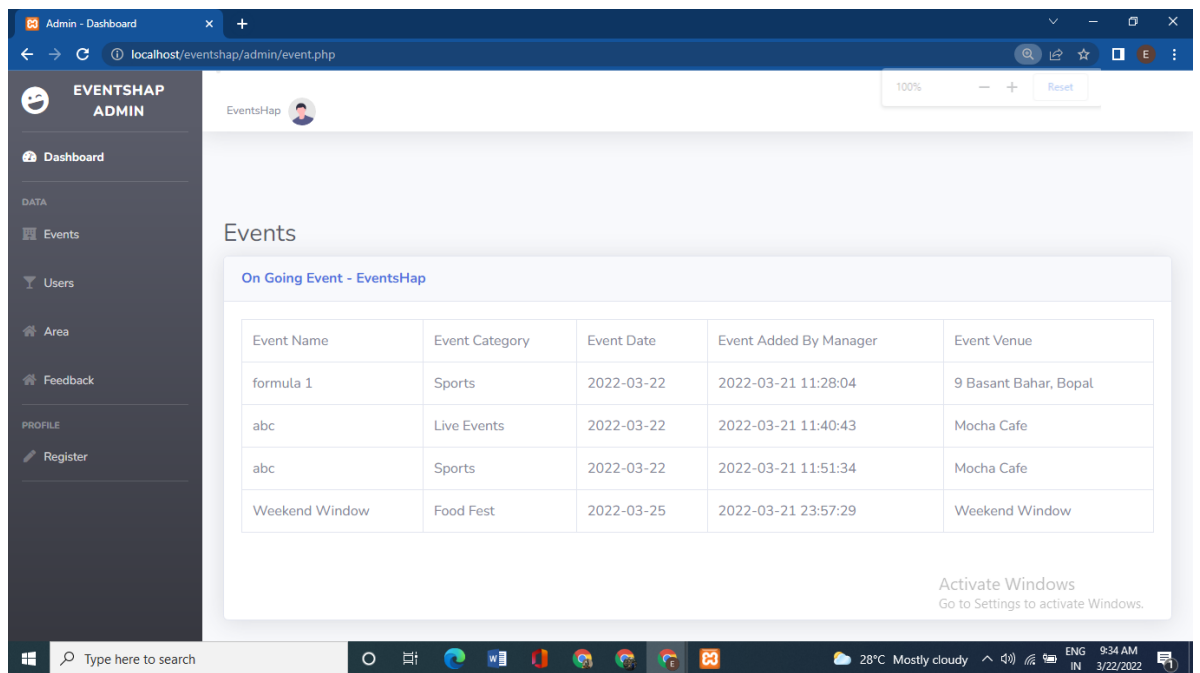 Admin - Dashboard
localhost/eventshap/admin/event.php
E
EVENTSHAP
ADMIN
EventsHap
100%
Reset
Dashboard
DATA
Events
Users
Area
Feedback
PROFILE
Register
Events
On Going Event - EventsHap
Event Name Event Category Event Date Event Added By Manager Event Venue
formula 1 Sports 2022-03-22 2022-03-21 11:28:04 9 Basant Bahar, Bopal
abc Live Events 2022-03-22 2022-03-21 11:40:43 Mocha Cafe
abc Sports 2022-03-22 2022-03-21 11:51:34 Mocha Cafe
Weekend Window Food Fest 2022-03-25 2022-03-21 23:57:29 Weekend Window
Activate Windows
Go to Settings to activate Windows.
Type here to search
28°C Mostly cloudy
ENG
IN
9:34 AM
3/22/2022